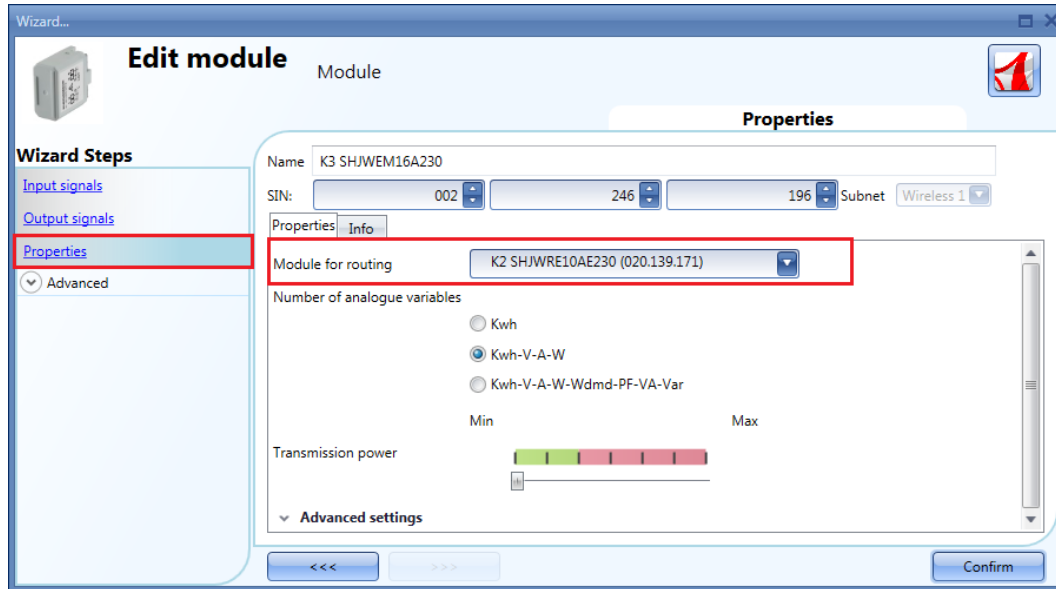 Wizard...
Edit module
Module
Properties
Wizard Steps
Input signals
Output signals
Properties
Advanced
Name K3 SHJWEM16A230
SIN: 002 246 196 Subnet Wireless 1
Properties Info
Module for routing K2 SHJWRE10AE230 (020.139.171)
Number of analogue variables
Kwh
Kwh-V-A-W
Kwh-V-A-W-Wdmd-PF-VA-Var
Min Max
Transmission power
Advanced settings
<<< >>> Confirm